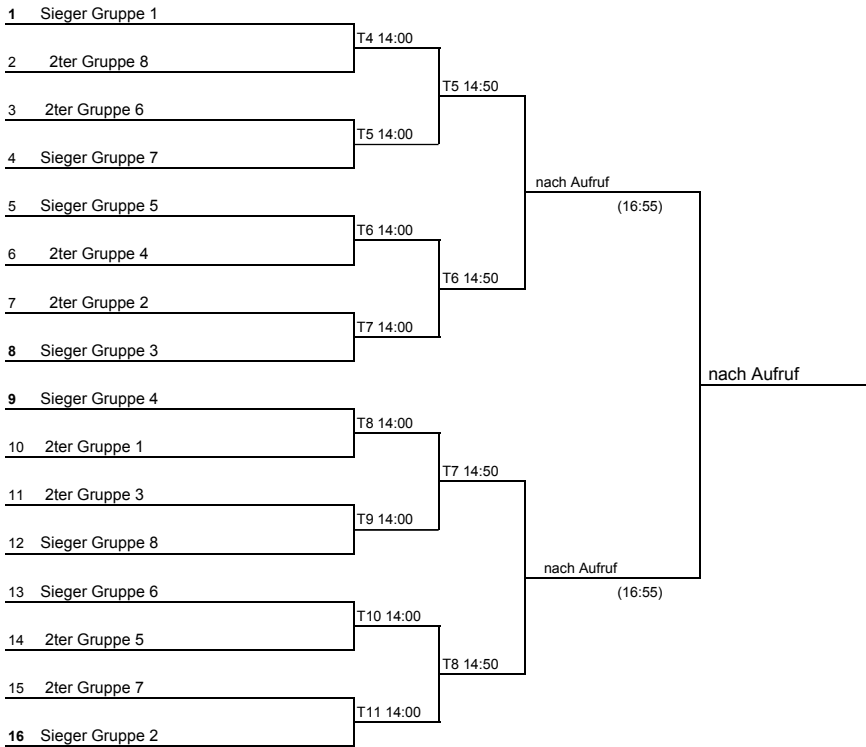 1 Sieger Gruppe 1
T4 14:00
2 2ter Gruppe 8
T5 14:50
3 2ter Gruppe 6
T5 14:00
4 Sieger Gruppe 7
nach Aufruf
(16:55)
5 Sieger Gruppe 5
T6 14:00
6 2ter Gruppe 4
T6 14:50
7 2ter Gruppe 2
T7 14:00
8 Sieger Gruppe 3
nach Aufruf
9 Sieger Gruppe 4
T8 14:00
10 2ter Gruppe 1
T7 14:50
11 2ter Gruppe 3
T9 14:00
12 Sieger Gruppe 8
nach Aufruf
(16:55)
13 Sieger Gruppe 6
T10 14:00
14 2ter Gruppe 5
T8 14:50
15 2ter Gruppe 7
T11 14:00
16 Sieger Gruppe 2